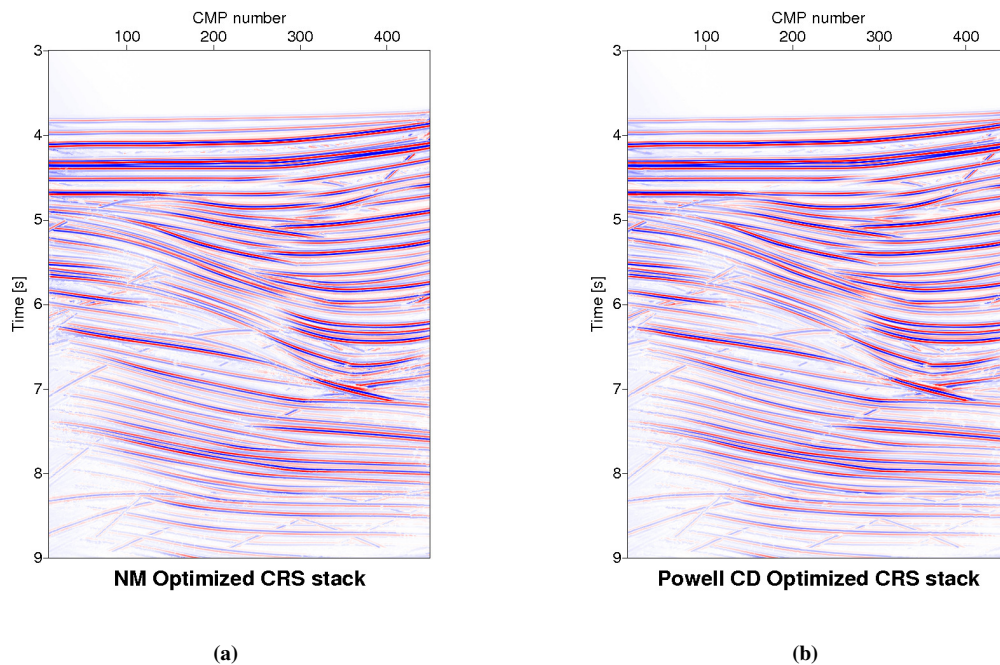 CMP number
100 200 300 400
3
4
5
6
7
8
9
Time [s]
NM Optimized CRS stack
(a)
CMP number
100 200 300 400
3
4
5
6
7
8
9
Time [s]
Powell CD Optimized CRS stack
(b)